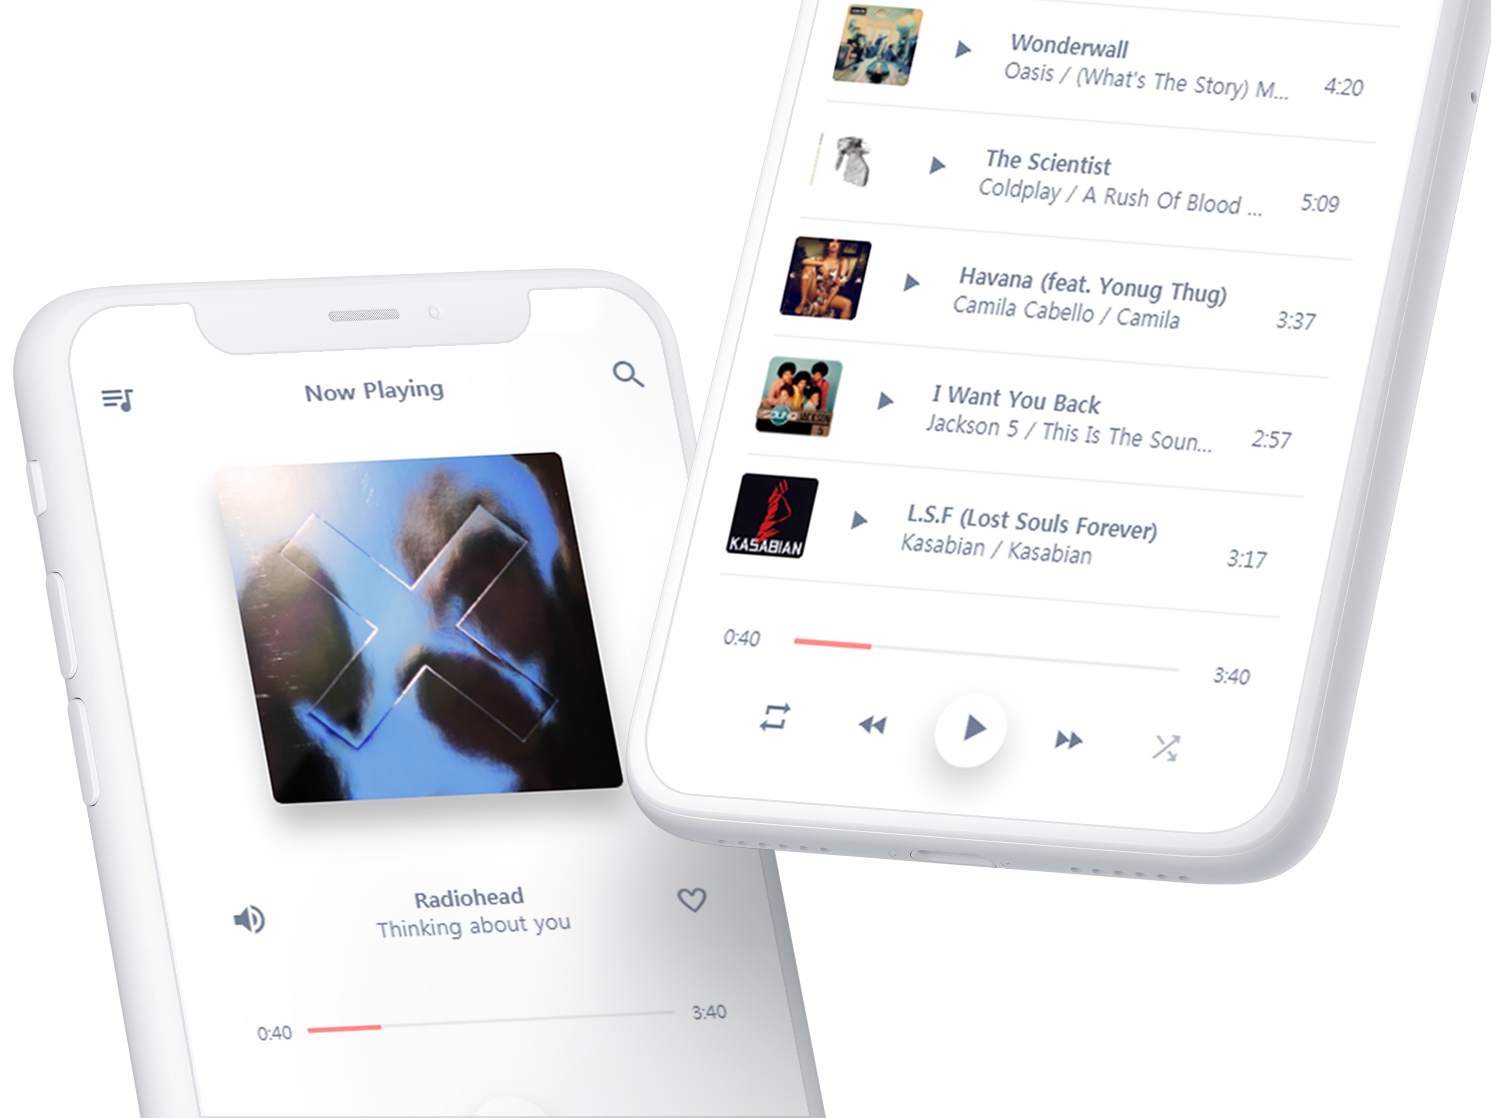 Now Playing
Radiohead
Thinking about you
0:40
3:40
Wonderwall
Oasis / (What's The Story) M...
4:20
The Scientist
Coldplay / A Rush Of Blood ...
5:09
Havana (feat. Yonug Thug)
Camila Cabello / Camila
3:37
I Want You Back
Jackson 5 / This Is The Soun...
2:57
KASABIAN
L.S.F (Lost Souls Forever)
Kasabian / Kasabian
3:17
0:40
3:40